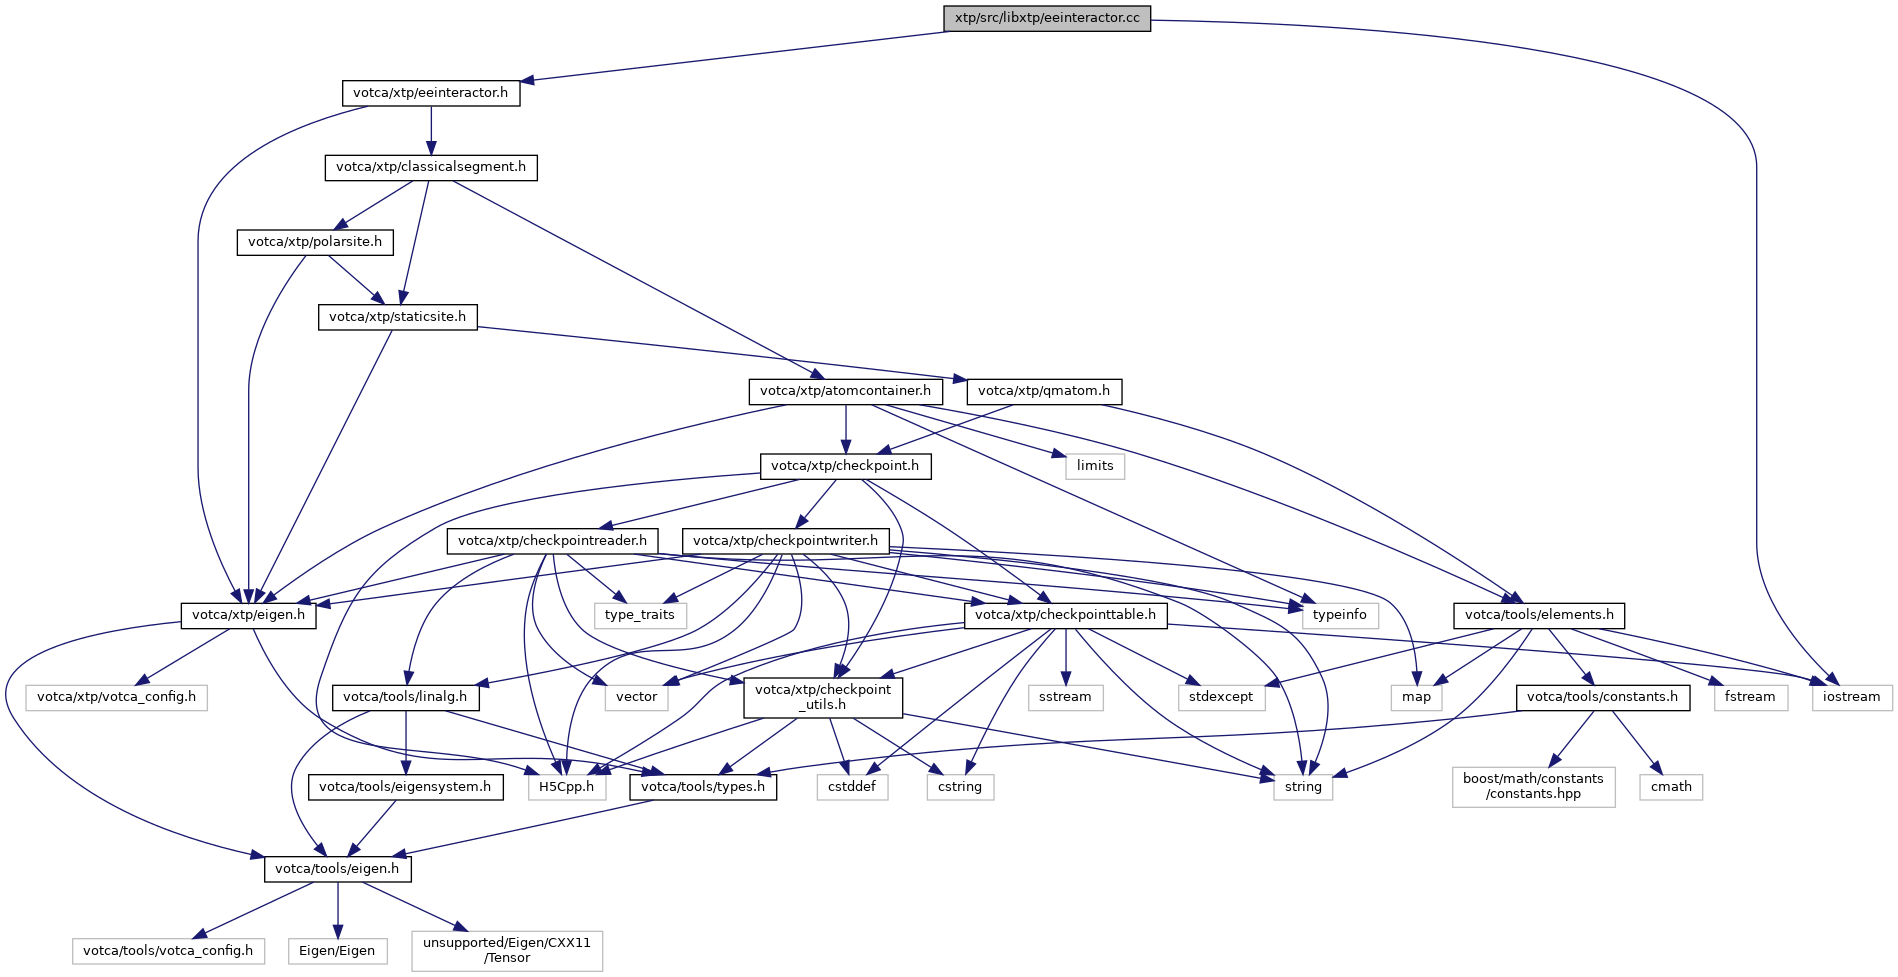 xtp/src/libxtp/eeinteractor.cc
votca/xtp/eeinteractor.h
votca/xtp/classicalsegment.h
votca/xtp/polarsite.h
votca/xtp/staticsite.h
votca/xtp/atomcontainer.h
votca/xtp/qmatom.h
votca/xtp/checkpoint.h
limits
votca/xtp/checkpointreader.h
votca/xtp/checkpointwriter.h
votca/xtp/eigen.h
type_traits
votca/xtp/checkpointtable.h
typeinfo
votca/tools/elements.h
votca/xtp/votca_config.h
votca/tools/linalg.h
vector
votca/xtp/checkpoint
_utils.h
sstream
stdexcept
map
votca/tools/constants.h
fstream
iostream
votca/tools/eigensystem.h
H5Cpp.h
votca/tools/types.h
cstddef
cstring
string
boost/math/constants
/constants.hpp
cmath
votca/tools/eigen.h
votca/tools/votca_config.h
Eigen/Eigen
unsupported/Eigen/CXX11
/Tensor